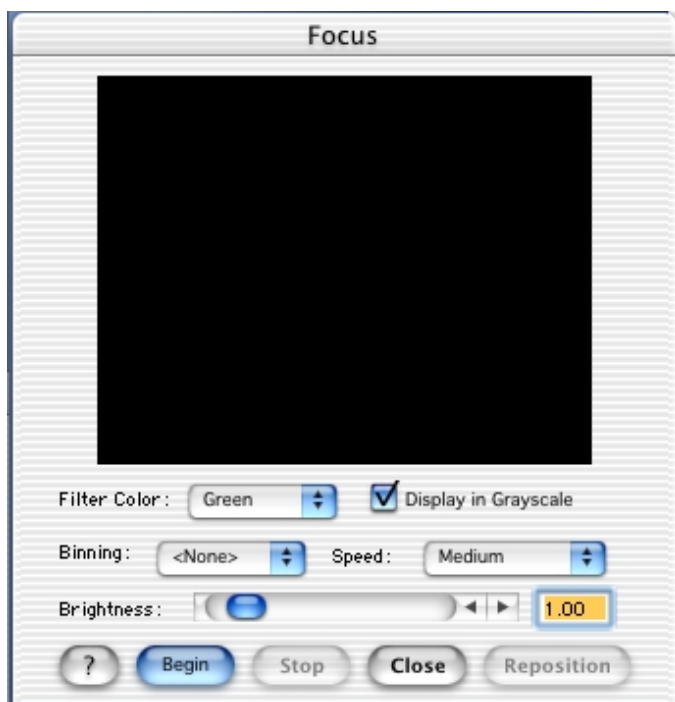 Focus
Filter Color: Green Display in Grayscale
Binning: <None> Speed: Medium
Brightness: 1.00
? Begin Stop Close Reposition